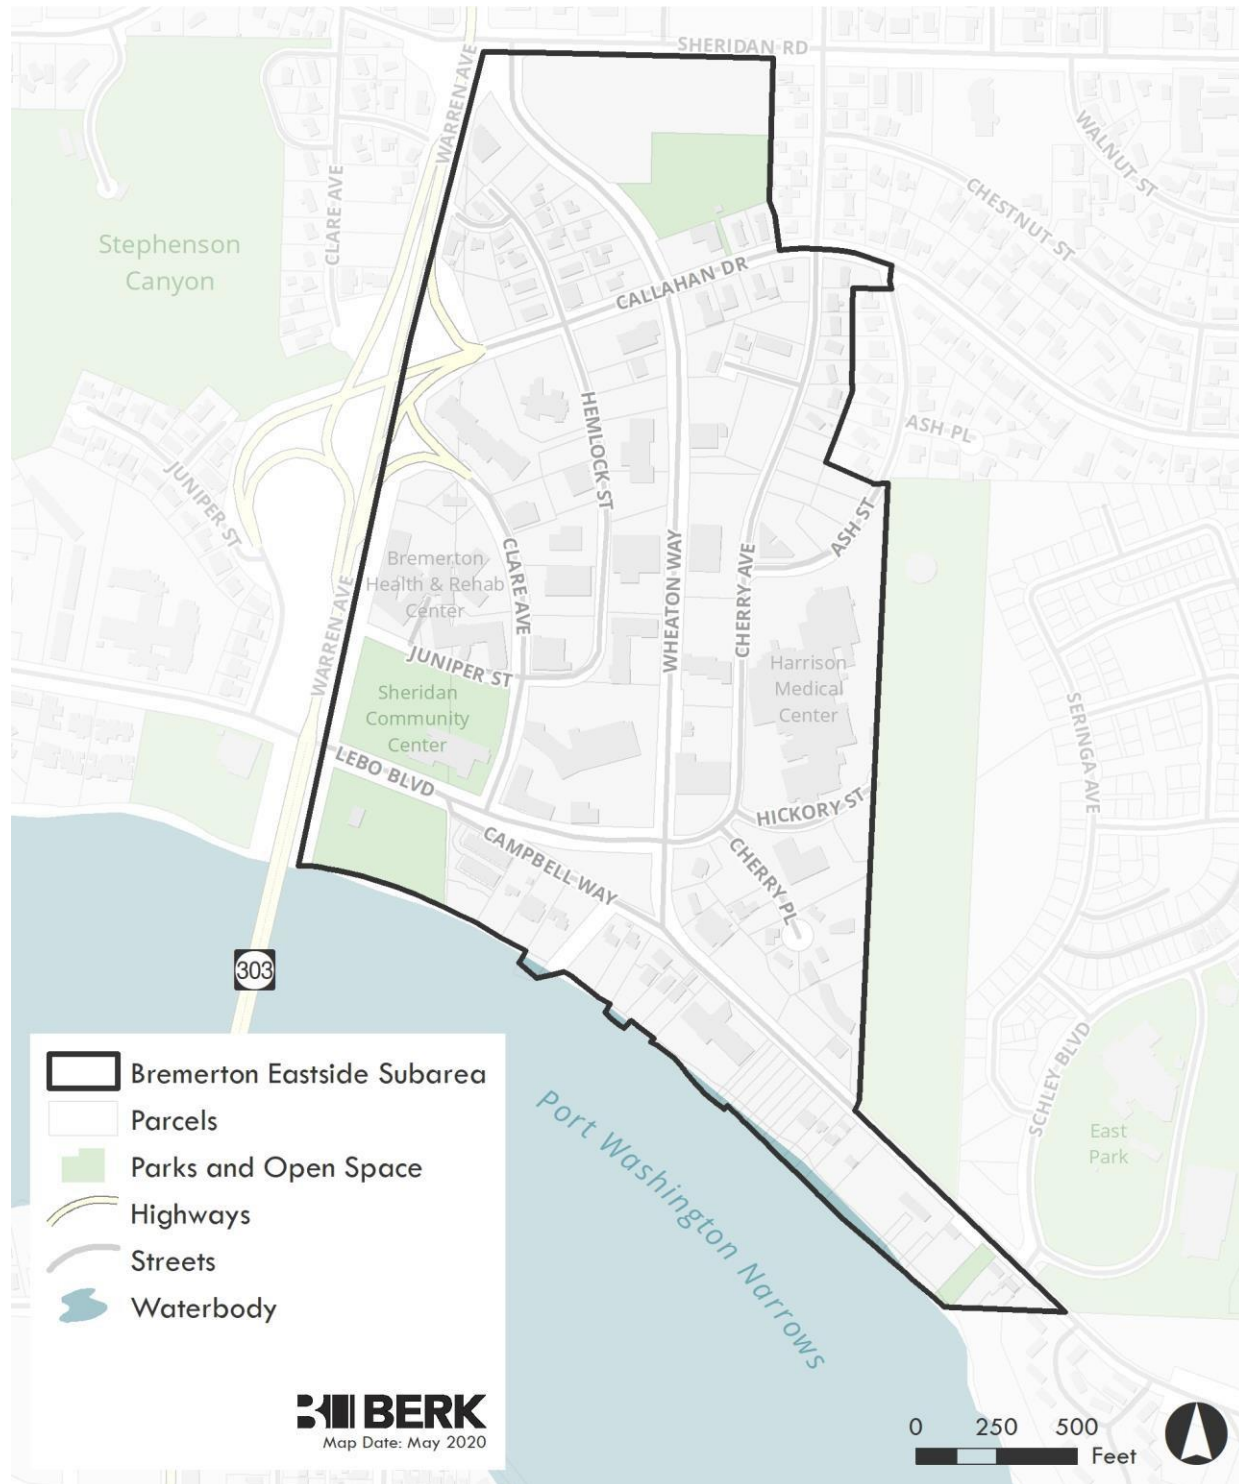 SHERIDAN RD
WARREN AVE
WALNUT ST
CLARE AVE
CHESTNUT ST
Stephenson
Canyon
CALLAHAN DR
HEMLOCK ST
ASH PL
JUNIPER ST
ASH ST
WHEATON WAY
CHERRY AVE
CLARE AVE
Bremerton
Health & Rehab
Center
WARREN AVE
JUNIPER ST
Harrison
Medical
Center
Sheridan
Community
Center
SERINGA AVE
LEBO BLVD
HICKORY ST
CAMPBELL WAY
CHERRY PL
303
SCHLEY BLVD
East
Park
Port Washington Narrows
Bremerton Eastside Subarea
Parcels
Parks and Open Space
Highways
Streets
Waterbody
BERK
Map Date: May 2020
0 250 500
Feet